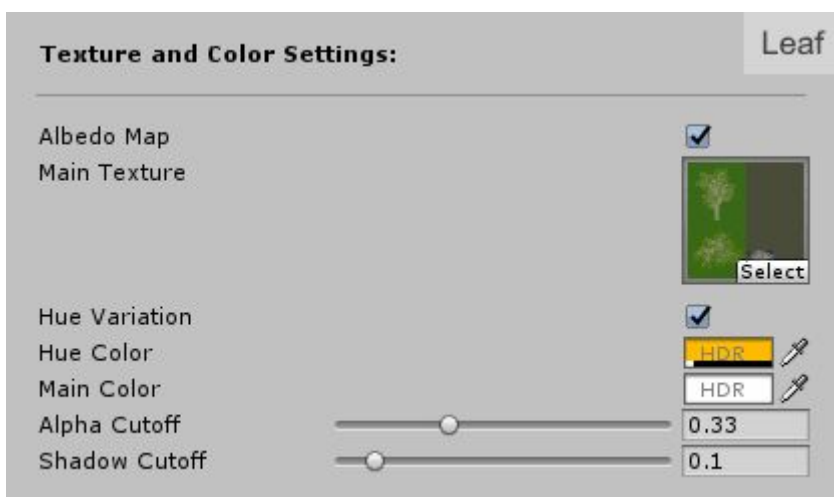 Texture and Color Settings:
Leaf
Albedo Map
Main Texture
Select
Hue Variation
Hue Color HDR
Main Color HDR
Alpha Cutoff 0.33
Shadow Cutoff 0.1